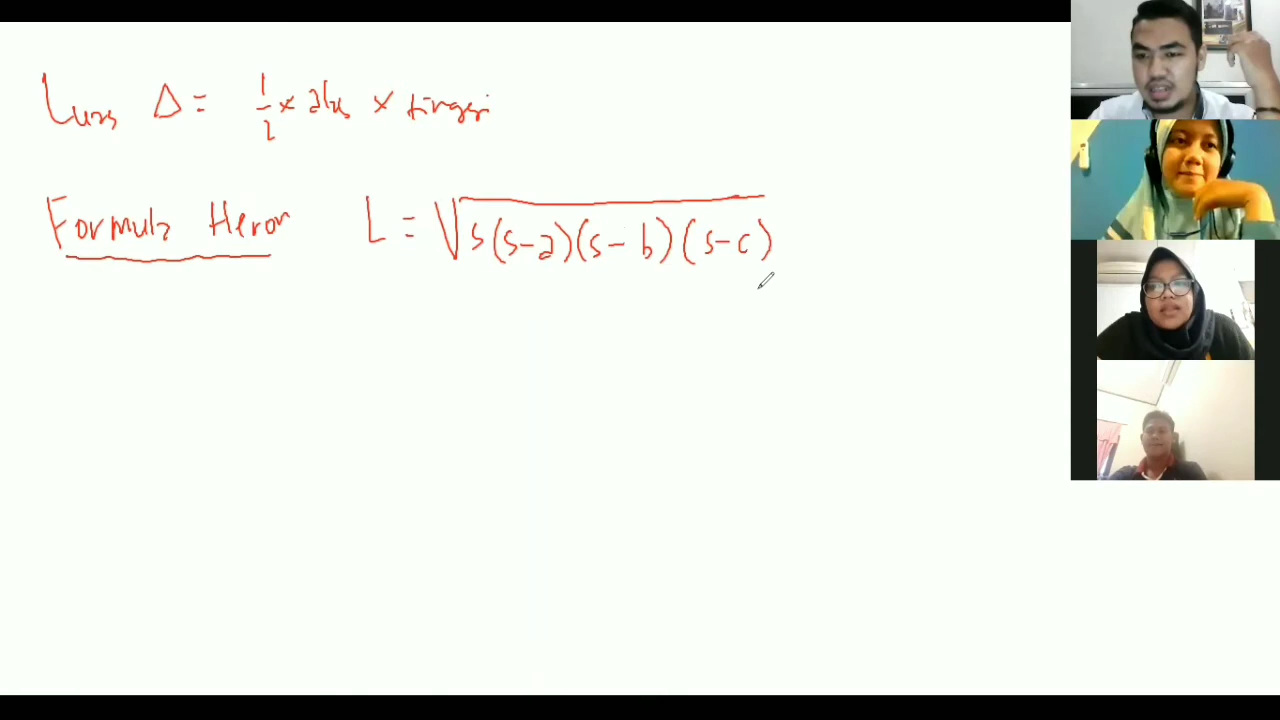 Luas Δ = 1/2 × alas × tinggi
Formula Heron L = √s(s-a)(s-b)(s-c)